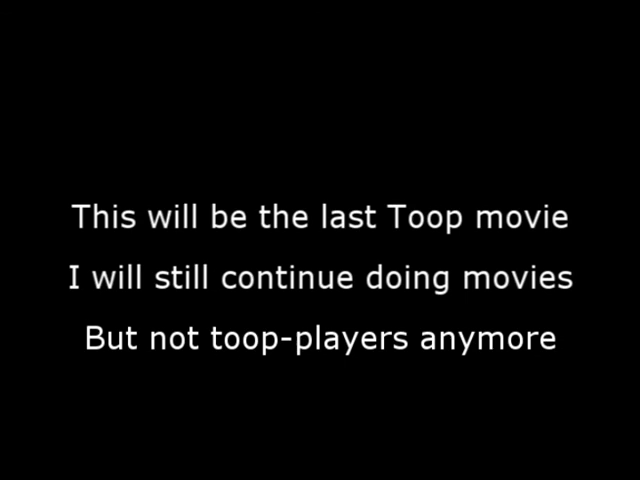 This will be the last Toop movie
I will still continue doing movies
But not toop-players anymore